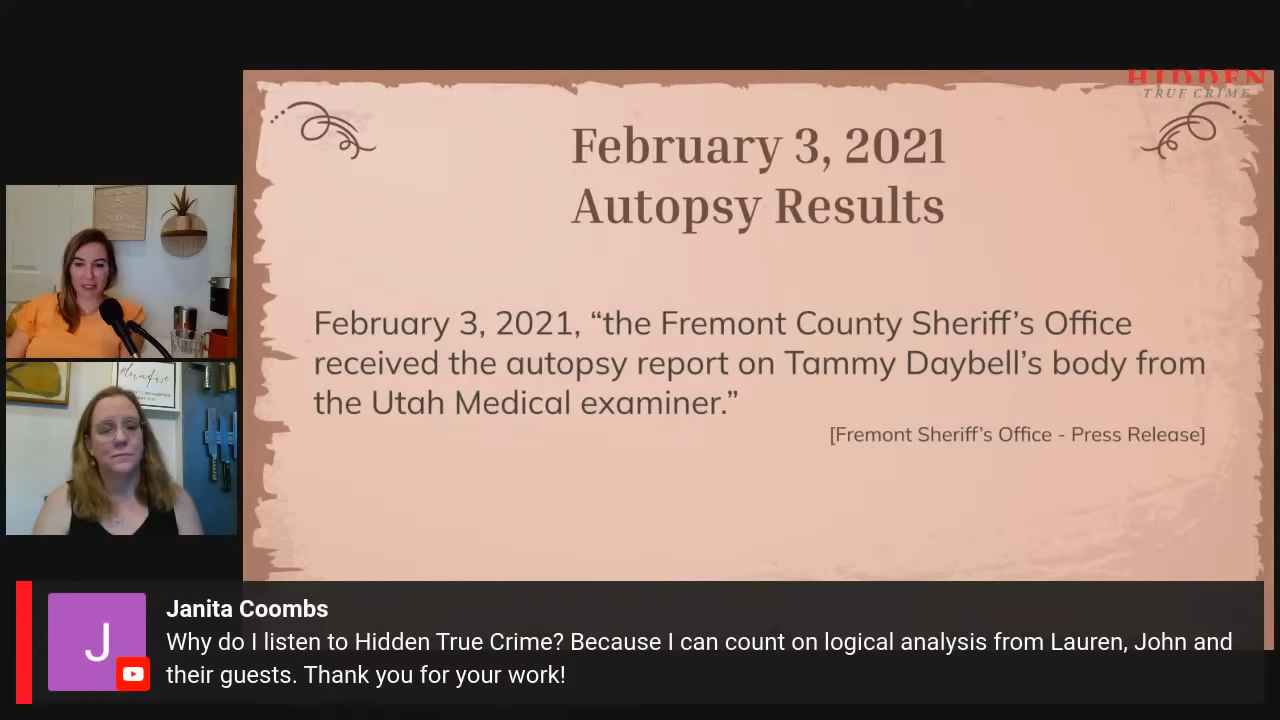 HIDDEN
TRUE CRIME
February 3, 2021
Autopsy Results
February 3, 2021, “the Fremont County Sheriff’s Office
received the autopsy report on Tammy Daybell’s body from
the Utah Medical examiner.”
[Fremont Sheriff’s Office - Press Release]
J
Janita Coombs
Why do I listen to Hidden True Crime? Because I can count on logical analysis from Lauren, John and
their guests. Thank you for your work!